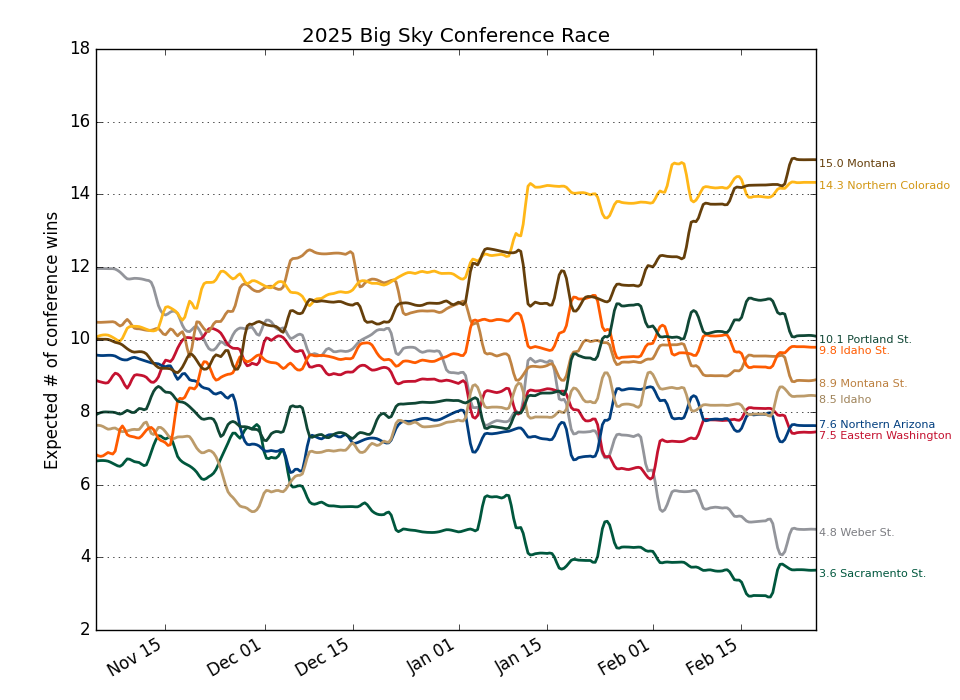 2025 Big Sky Conference Race
Expected # of conference wins
18
16
14
12
10
8
6
4
2
Nov 15
Dec 01
Dec 15
Jan 01
Jan 15
Feb 01
Feb 15
15.0 Montana
14.3 Northern Colorado
10.1 Portland St.
9.8 Idaho St.
8.9 Montana St.
8.5 Idaho
7.6 Northern Arizona
7.5 Eastern Washington
4.8 Weber St.
3.6 Sacramento St.